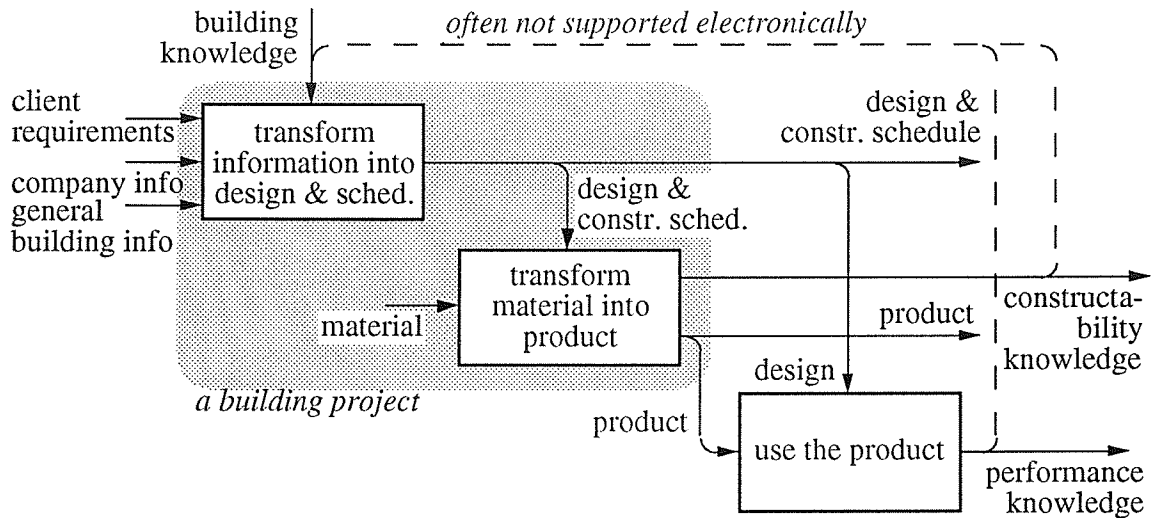 building
knowledge
often not supported electronically
client
requirements
company info
general
building info
transform
information into
design & sched.
design &
constr. schedule
design &
constr. sched.
material
transform
material into
product
product
constructa-
bility
knowledge
a building project
design
product
use the product
performance
knowledge